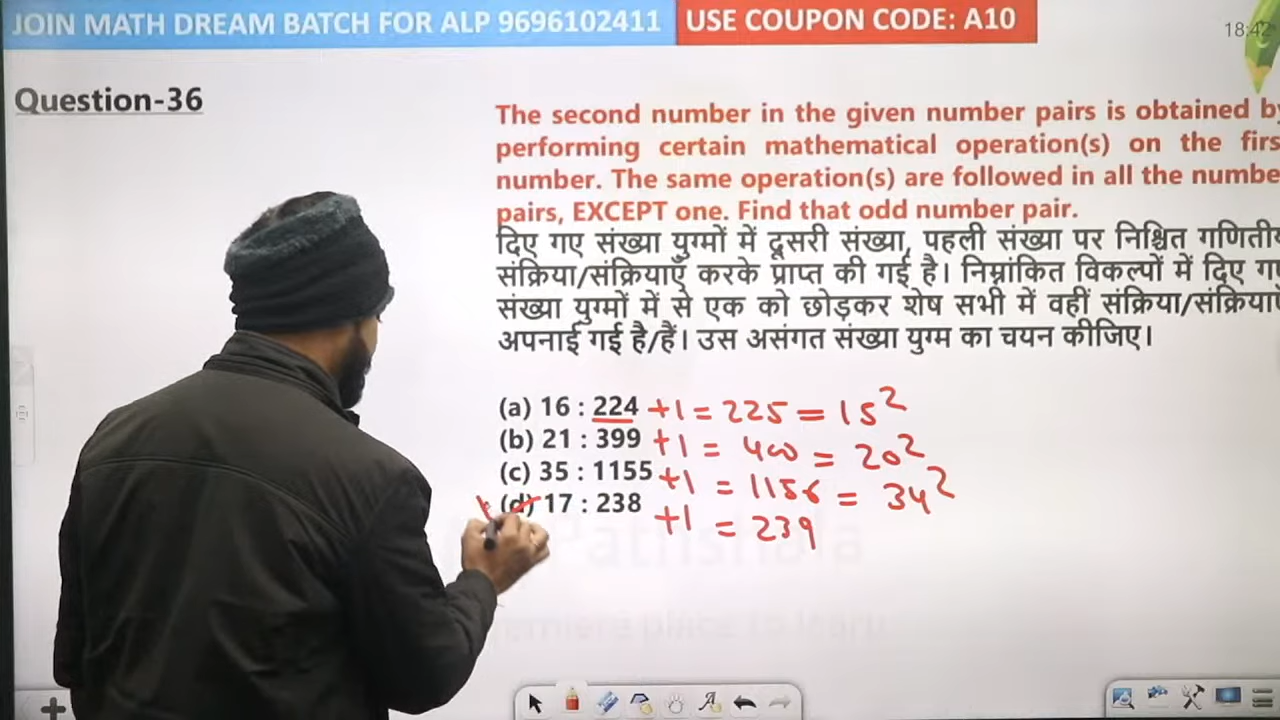 JOIN MATH DREAM BATCH FOR ALP 9696102411 USE COUPON CODE: A10
18:42
Question-36
The second number in the given number pairs is obtained by
performing certain mathematical operation(s) on the firs
number. The same operation(s) are followed in all the numbe
pairs, EXCEPT one. Find that odd number pair.
दिए गए संख्या युग्मों में दूसरी संख्या, पहली संख्या पर निश्चित गणितीय
संक्रिया/संक्रियाएँ करके प्राप्त की गई है। निम्नांकित विकल्पों में दिए गए
संख्या युग्मों में से एक को छोड़कर शेष सभी में वहीं संक्रिया/संक्रियाएं
अपनाई गई है/हैं। उस असंगत संख्या युग्म का चयन कीजिए।
(a) 16 : 224 +1 = 225 = 15²
(b) 21 : 399 +1 = 400 = 20²
(c) 35 : 1155 +1 = 1156 = 34²
(d) 17 : 238 +1 = 239
Pathshala